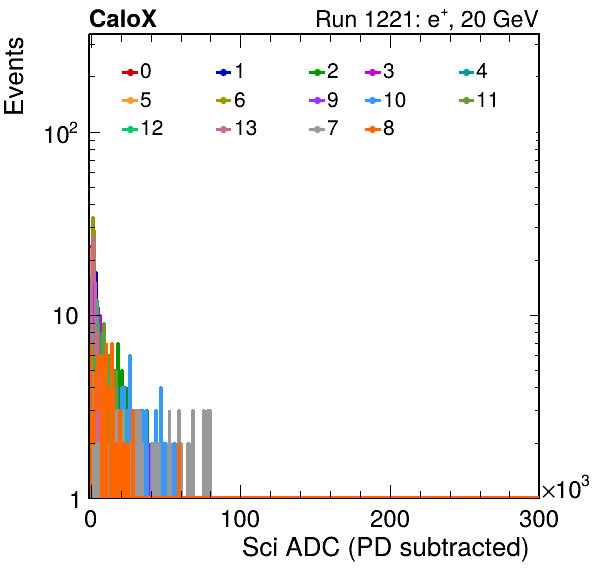 CaloX Run 1221: e⁺, 20 GeV
Events
0 1 2 3 4
5 6 9 10 11
12 13 7 8
10²
10
1
0 100 200 300
×10³
Sci ADC (PD subtracted)